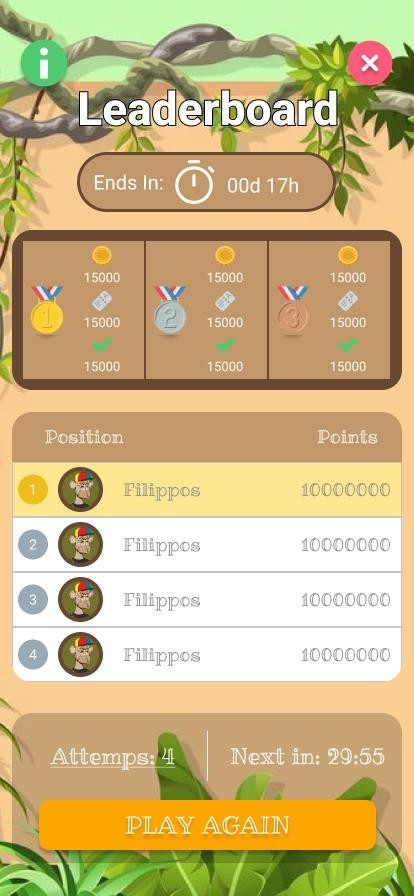 i
Leaderboard
Ends In: 00d 17h
1 2 3
15000 15000 15000
15000 15000 15000
15000 15000 15000
Position Points
1 Filippos 10000000
2 Filippos 10000000
3 Filippos 10000000
4 Filippos 10000000
Attemps: 4 Next in: 29:55
PLAY AGAIN